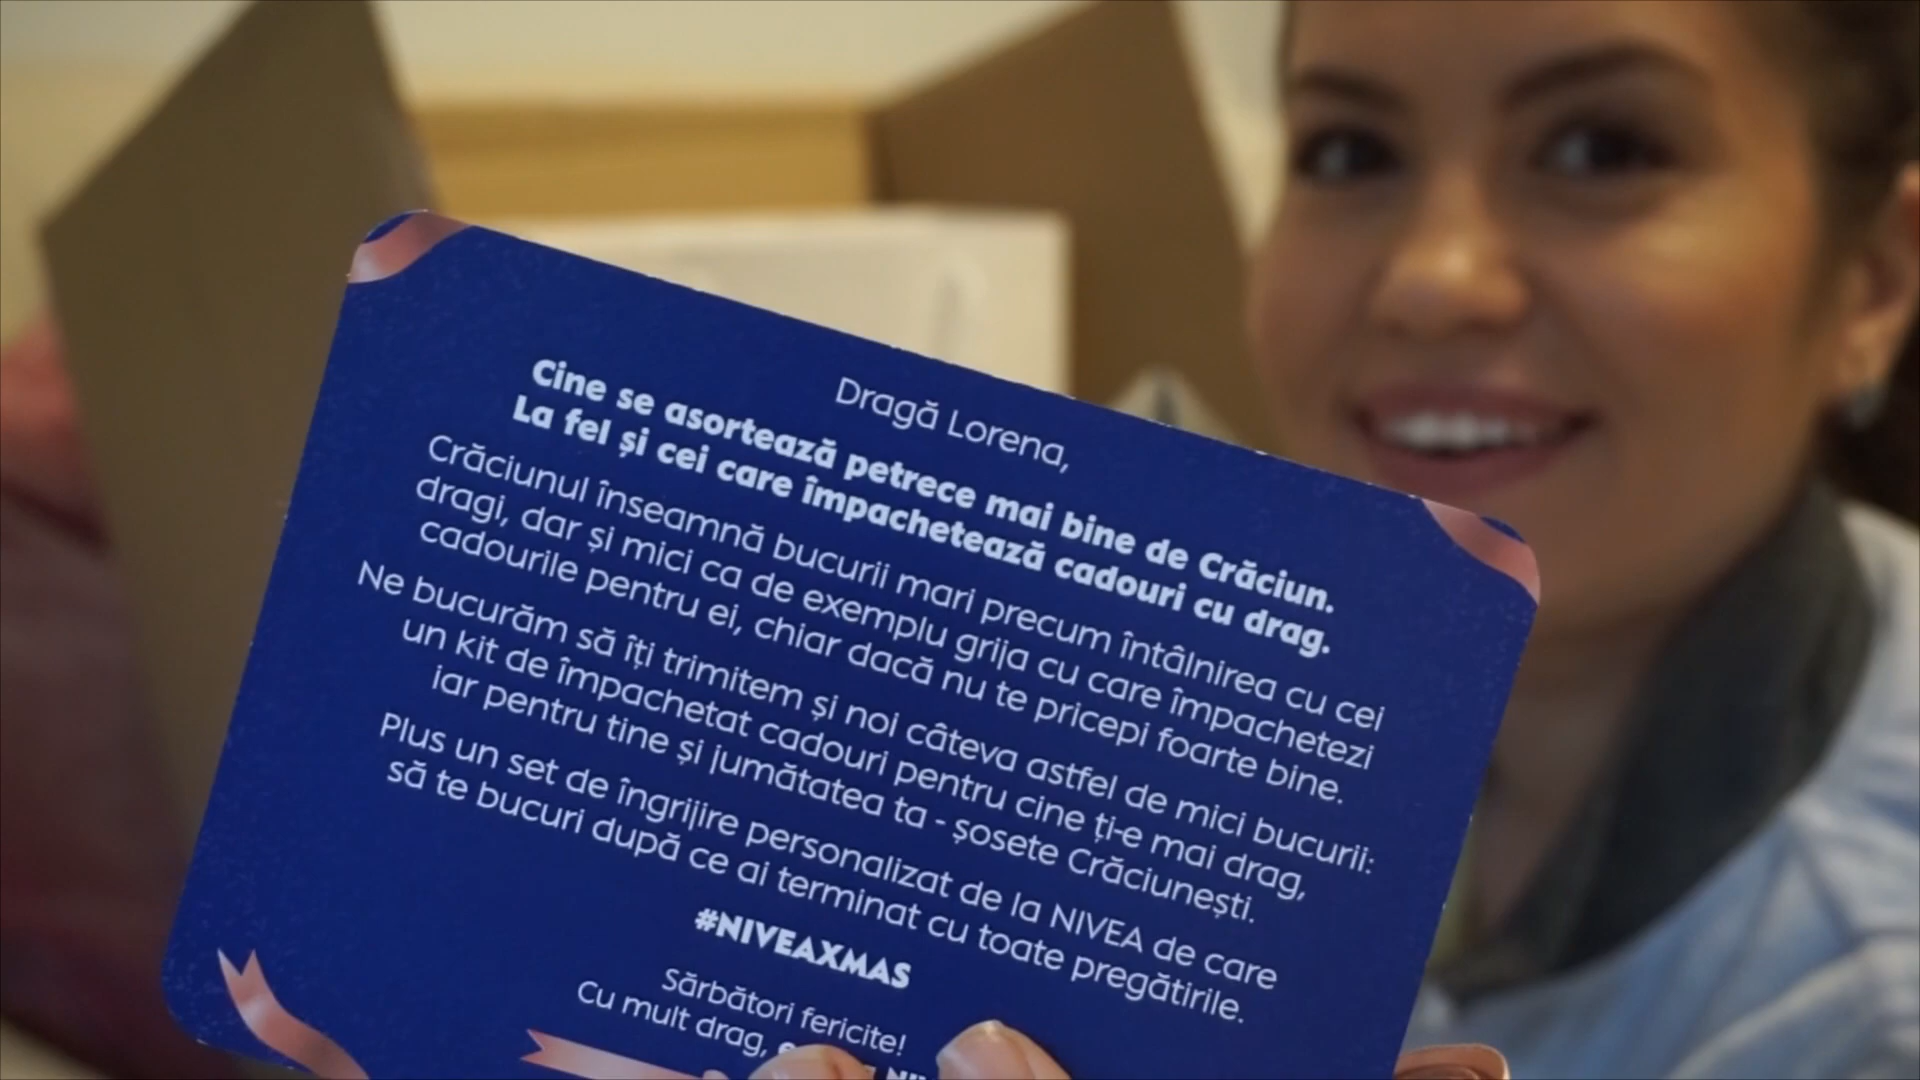 Dragă Lorena,
Cine se asortează petrece mai bine de Crăciun.
La fel și cei care împachetează cadouri cu drag.
Crăciunul înseamnă bucurii mari precum întâlnirea cu cei
dragi, dar și mici ca de exemplu grija cu care împachetezi
cadourile pentru ei, chiar dacă nu te pricepi foarte bine.
Ne bucurăm să îți trimitem și noi câteva astfel de mici bucurii:
un kit de împachetat cadouri pentru cine ți-e mai drag,
iar pentru tine și jumătatea ta - șosete Crăciunești.
Plus un set de îngrijire personalizat de la NIVEA de care
să te bucuri după ce ai terminat cu toate pregătirile.
#NIVEAXMAS
Sărbători fericite!
Cu mult drag,